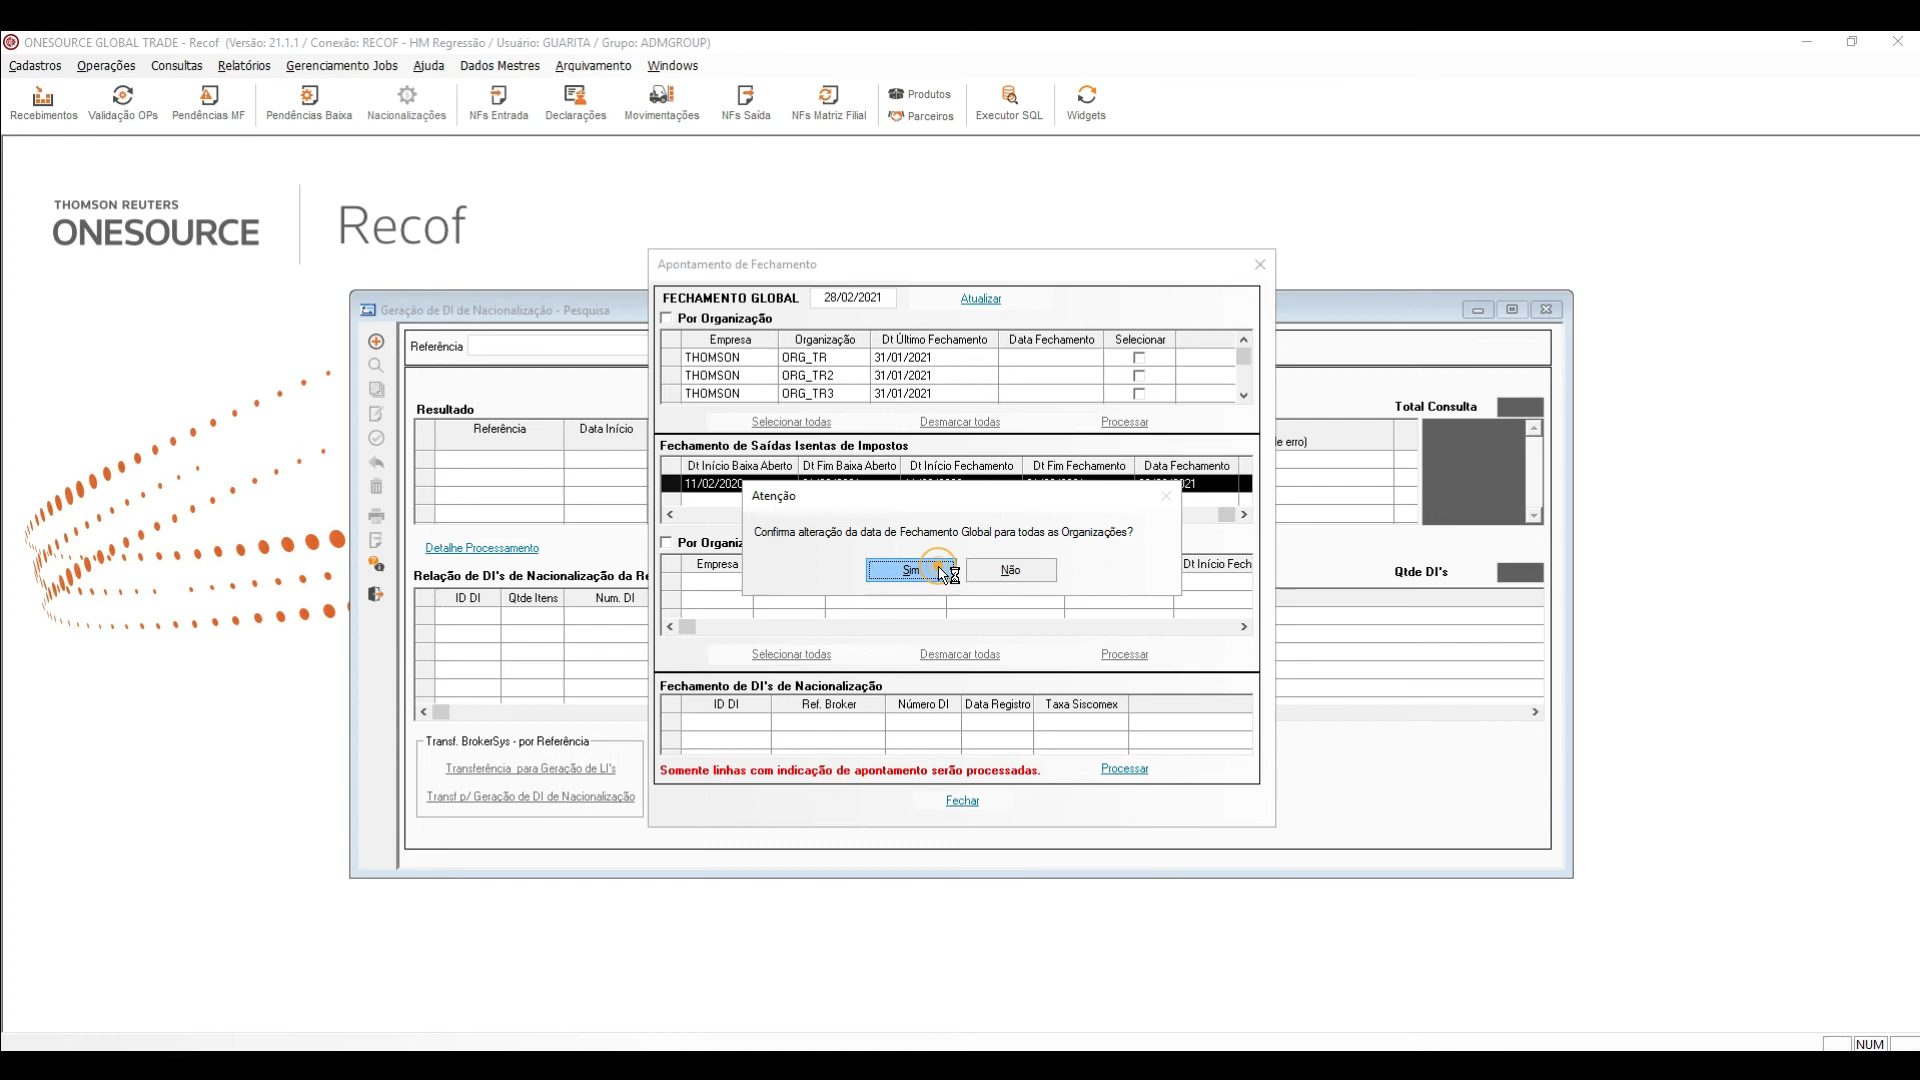 ONESOURCE GLOBAL TRADE - Recof (Versão: 21.1.1 / Conexão: RECOF - HM Regressão / Usuário: GUARITA / Grupo: ADMGROUP)
Cadastros Operações Consultas Relatórios Gerenciamento Jobs Ajuda Dados Mestres Arquivamento Windows
Recebimentos Validação OPs Pendências MF Pendências Baixa Nacionalizações NFs Entrada Declarações Movimentações NFs Saída NFs Matriz Filial Produtos Parceiros Executor SQL Widgets
THOMSON REUTERS
ONESOURCE
Recof
Apontamento de Fechamento
FECHAMENTO GLOBAL 28/02/2021 Atualizar
Por Organização
Empresa Organização Dt Último Fechamento Data Fechamento Selecionar
THOMSON ORG_TR 31/01/2021
THOMSON ORG_TR2 31/01/2021
THOMSON ORG_TR3 31/01/2021
Selecionar todas Desmarcar todas Processar
Fechamento de Saídas Isentas de Impostos
Dt Início Baixa Aberto Dt Fim Baixa Aberto Dt Início Fechamento Dt Fim Fechamento Data Fechamento
11/02/2020
Atenção
Confirma alteração da data de Fechamento Global para todas as Organizações?
Sim Não
Por Organiz
Empresa Dt Início Fech
Selecionar todas Desmarcar todas Processar
Fechamento de DI's de Nacionalização
ID DI Ref. Broker Número DI Data Registro Taxa Siscomex
Somente linhas com indicação de apontamento serão processadas. Processar
Fechar
Geração de DI de Nacionalização - Pesquisa
Referência
Resultado
Total Consulta
Referência Data Início
e erro)
Detalhe Processamento
Relação de DI's de Nacionalização da Re
Qtde DI's
ID DI Qtde Itens Num. DI
Transf. BrokerSys - por Referência
Transferência para Geração de LI's
Transf p/ Geração de DI de Nacionalização
NUM